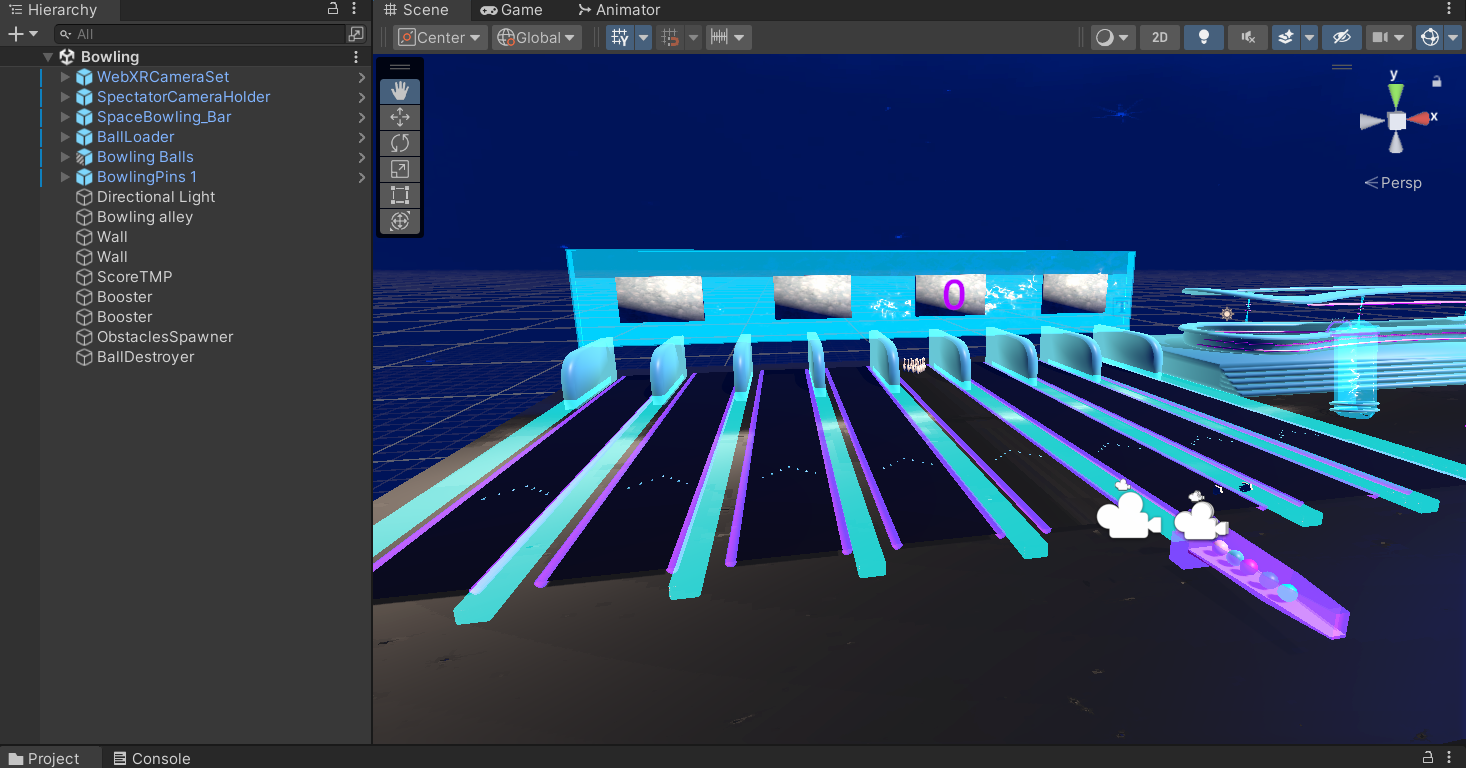 Hierarchy
All
Bowling
WebXRCameraSet
SpectatorCameraHolder
SpaceBowling_Bar
BallLoader
Bowling Balls
BowlingPins 1
Directional Light
Bowling alley
Wall
Wall
ScoreTMP
Booster
Booster
ObstaclesSpawner
BallDestroyer
Scene Game Animator
Center Global 2D
y
x
Persp
0
Project Console